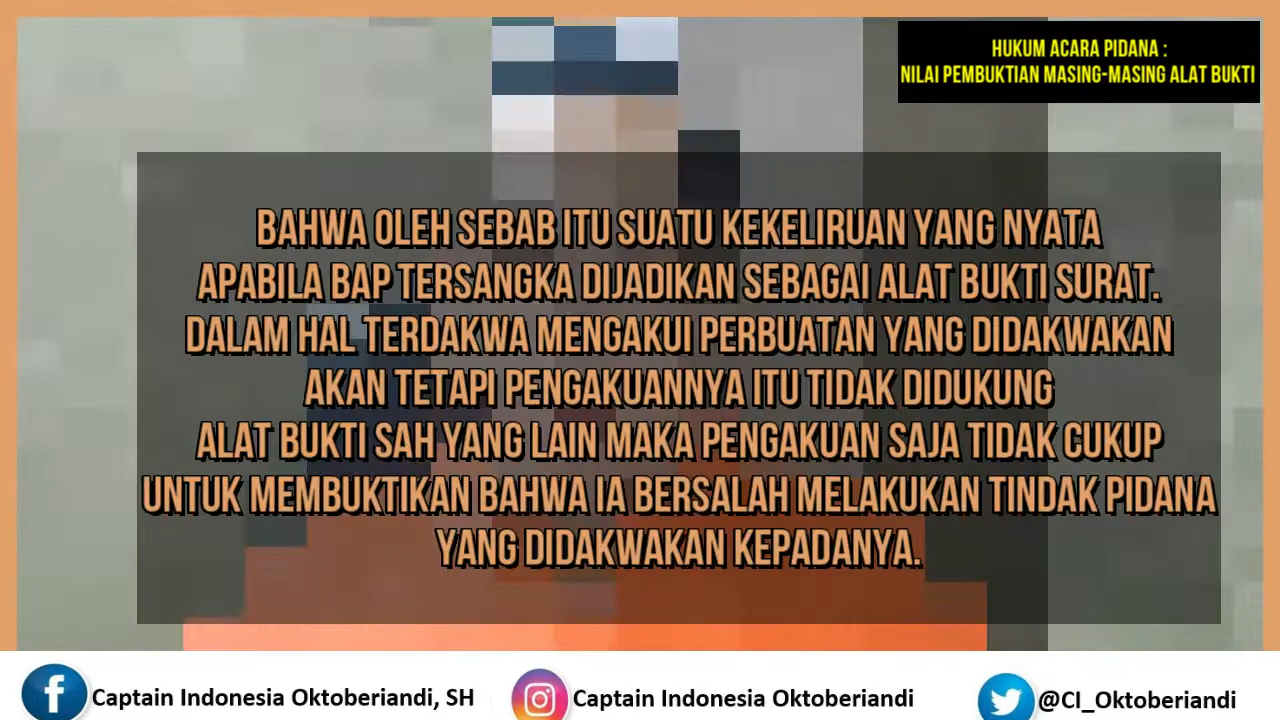 HUKUM ACARA PIDANA :
NILAI PEMBUKTIAN MASING-MASING ALAT BUKTI
BAHWA OLEH SEBAB ITU SUATU KEKELIRUAN YANG NYATA
APABILA BAP TERSANGKA DIJADIKAN SEBAGAI ALAT BUKTI SURAT.
DALAM HAL TERDAKWA MENGAKUI PERBUATAN YANG DIDAKWAKAN
AKAN TETAPI PENGAKUANNYA ITU TIDAK DIDUKUNG
ALAT BUKTI SAH YANG LAIN MAKA PENGAKUAN SAJA TIDAK CUKUP
UNTUK MEMBUKTIKAN BAHWA IA BERSALAH MELAKUKAN TINDAK PIDANA
YANG DIDAKWAKAN KEPADANYA.
Captain Indonesia Oktoberiandi, SH
Captain Indonesia Oktoberiandi
@CI_Oktoberiandi